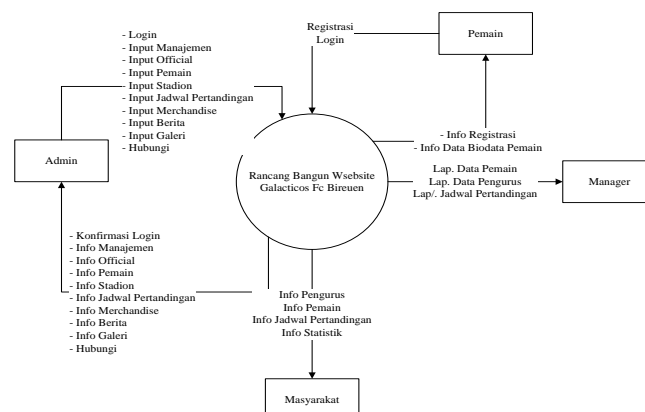 - Login
- Input Manajemen
- Input Official
- Input Pemain
- Input Stadion
- Input Jadwal Pertandingan
- Input Merchandise
- Input Berita
- Input Galeri
- Hubungi
Registrasi
Login
Pemain
- Info Registrasi
- Info Data Biodata Pemain
Admin
Rancang Bangun Wsebsite
Galacticos Fc Bireuen
Lap. Data Pemain
Lap. Data Pengurus
Lap/. Jadwal Pertandingan
Manager
- Konfirmasi Login
- Info Manajemen
- Info Official
- Info Pemain
- Info Stadion
- Info Jadwal Pertandingan
- Info Merchandise
- Info Berita
- Info Galeri
- Hubungi
Info Pengurus
Info Pemain
Info Jadwal Pertandingan
Info Statistik
Masyarakat